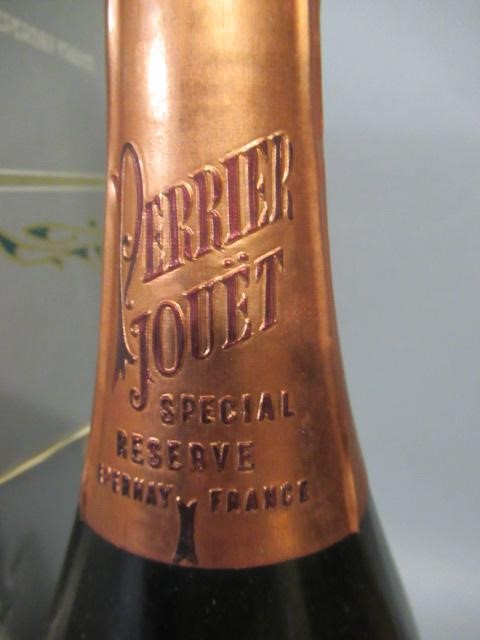 PERRIER
JOUËT
SPECIAL
RESERVE
EPERNAY FRANCE